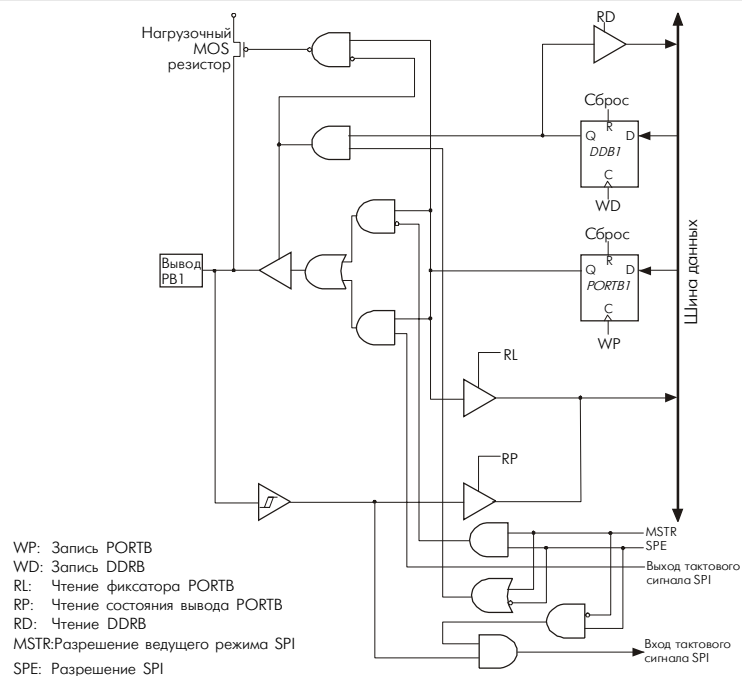 Нагрузочный
MOS
резистор
RD
Сброс
R
Q D
DDB1
C
WD
Сброс
R
Q D
PORTB1
C
WP
Шина данных
Вывод
PB1
RL
RP
MSTR
SPE
Выход тактового
сигнала SPI
Вход тактового
сигнала SPI
WP: Запись PORTB
WD: Запись DDRB
RL: Чтение фиксатора PORTB
RP: Чтение состояния вывода PORTB
RD: Чтение DDRB
MSTR:Разрешение ведущего режима SPI
SPE: Разрешение SPI